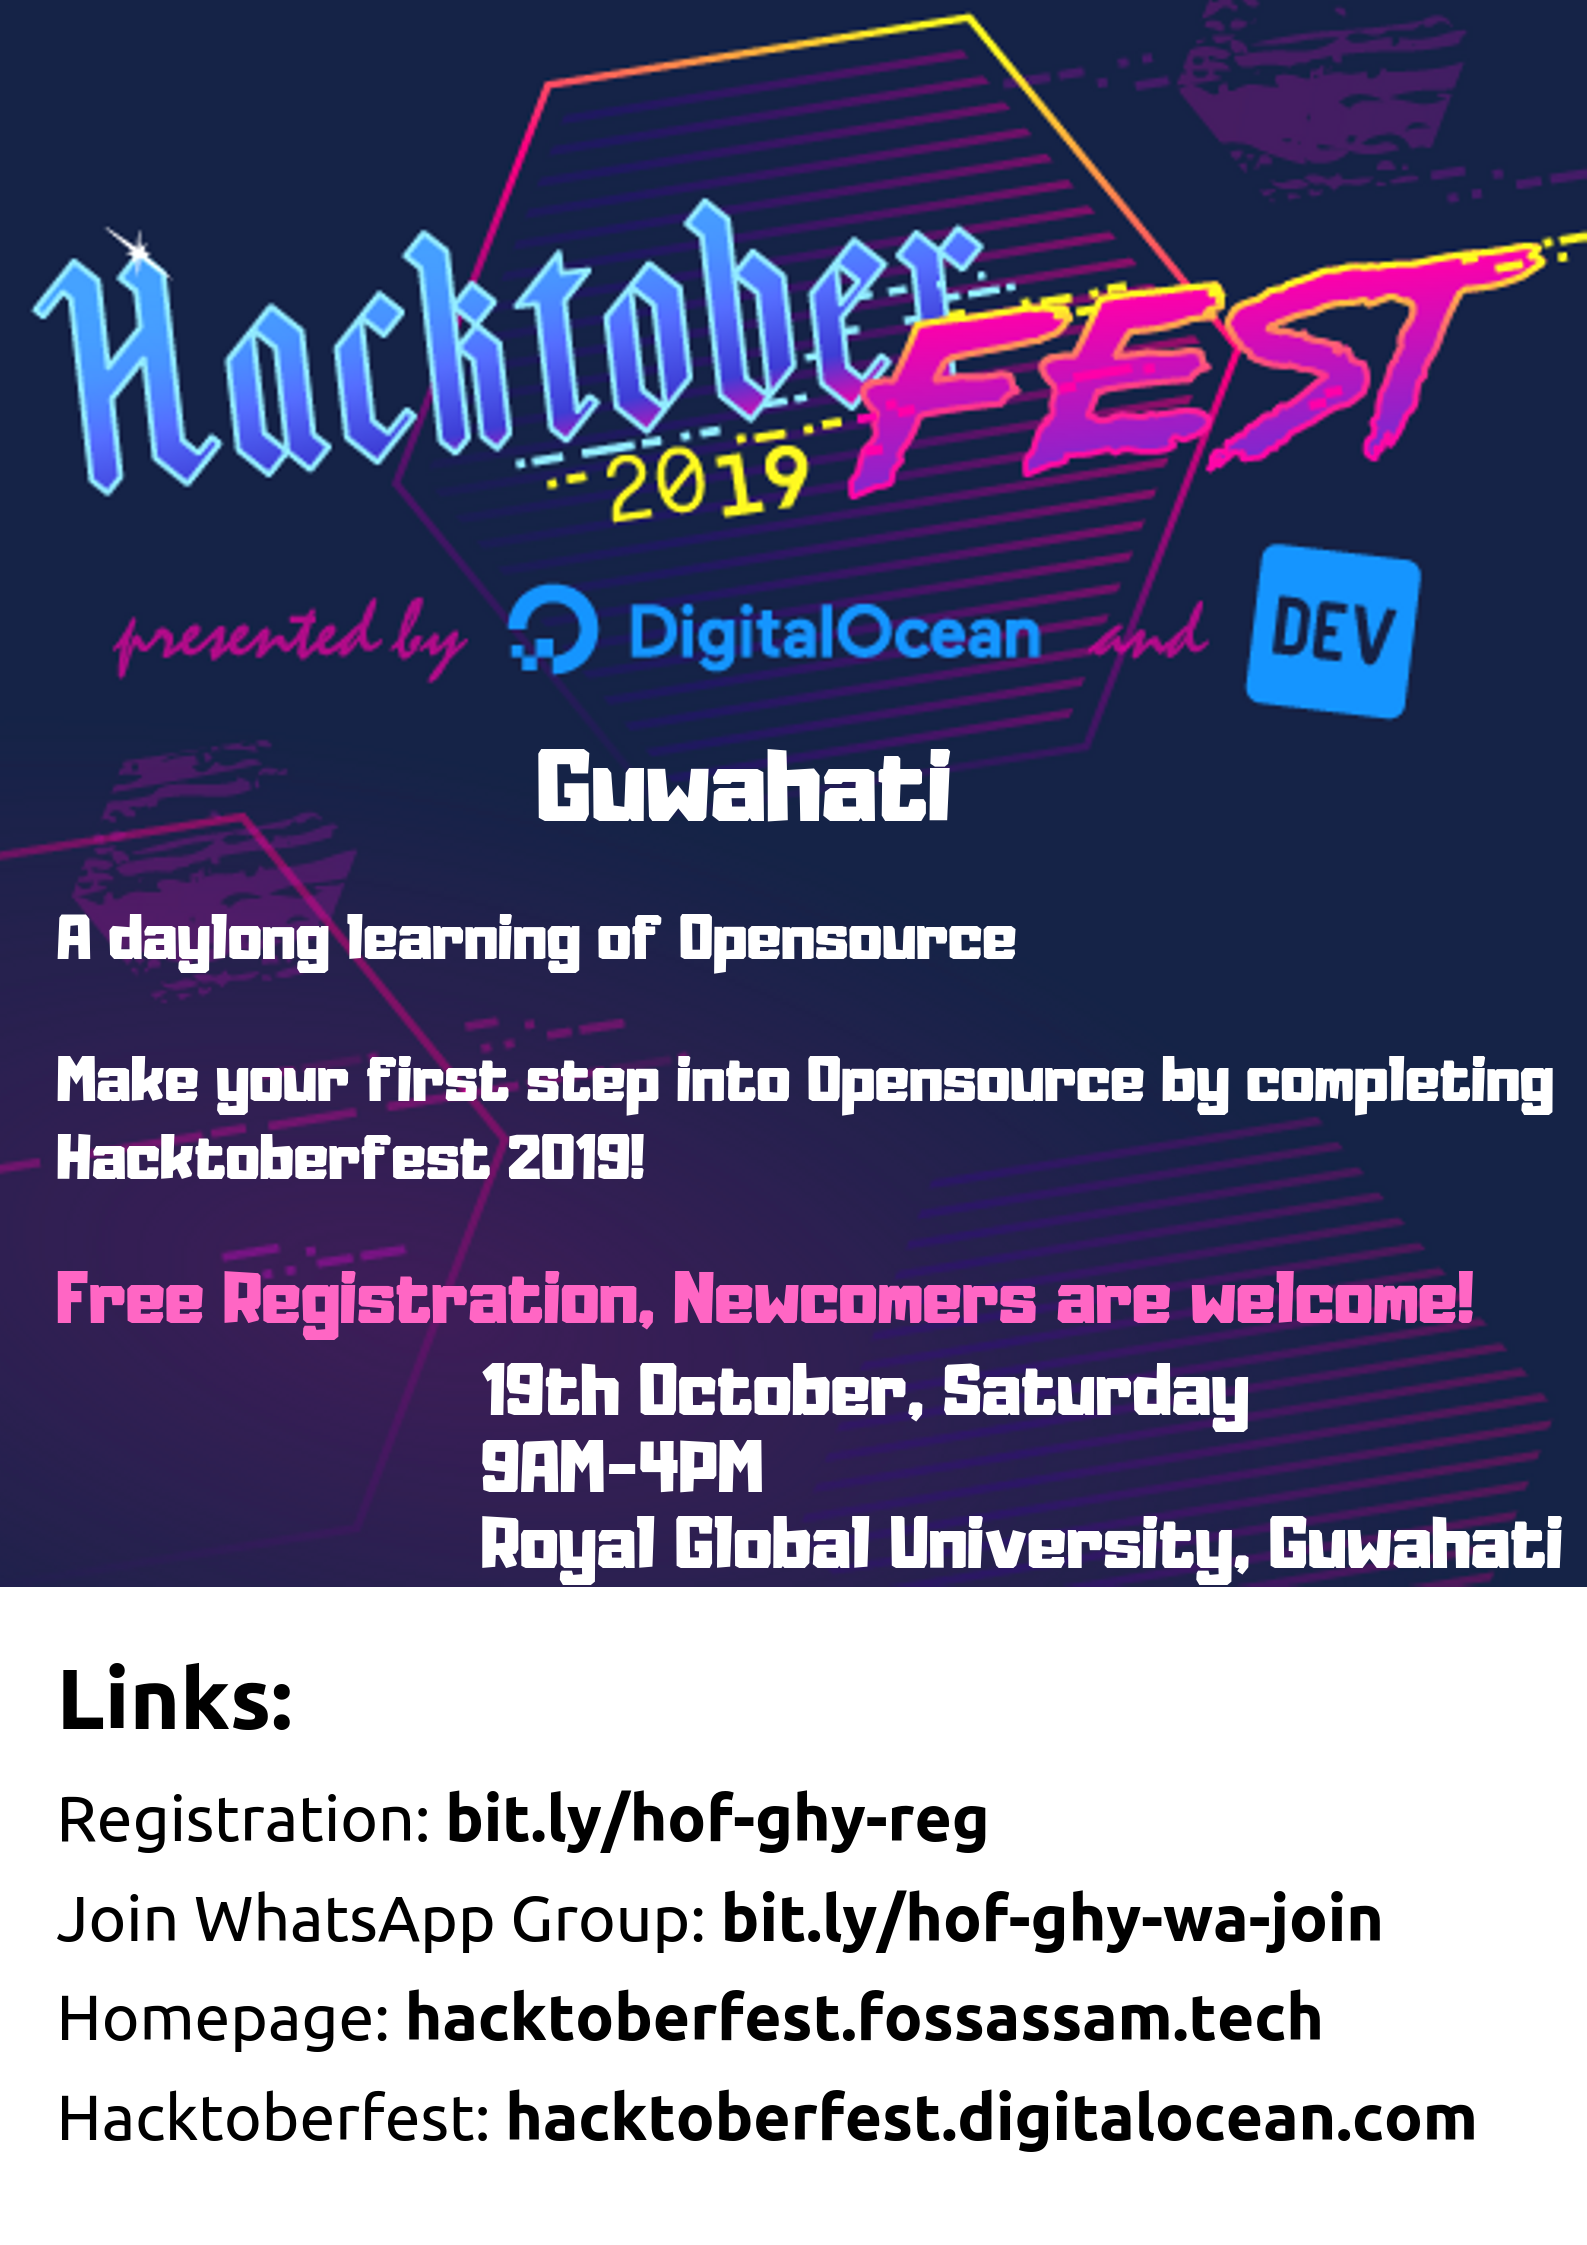 Hacktober FEST
2019
presented by DigitalOcean and DEV
Guwahati
A daylong learning of Opensource
Make your first step into Opensource by completing
Hacktoberfest 2019!
Free Registration, Newcomers are welcome!
19th October, Saturday
9AM-4PM
Royal Global University, Guwahati
Links:
Registration: bit.ly/hof-ghy-reg
Join WhatsApp Group: bit.ly/hof-ghy-wa-join
Homepage: hacktoberfest.fossassam.tech
Hacktoberfest: hacktoberfest.digitalocean.com